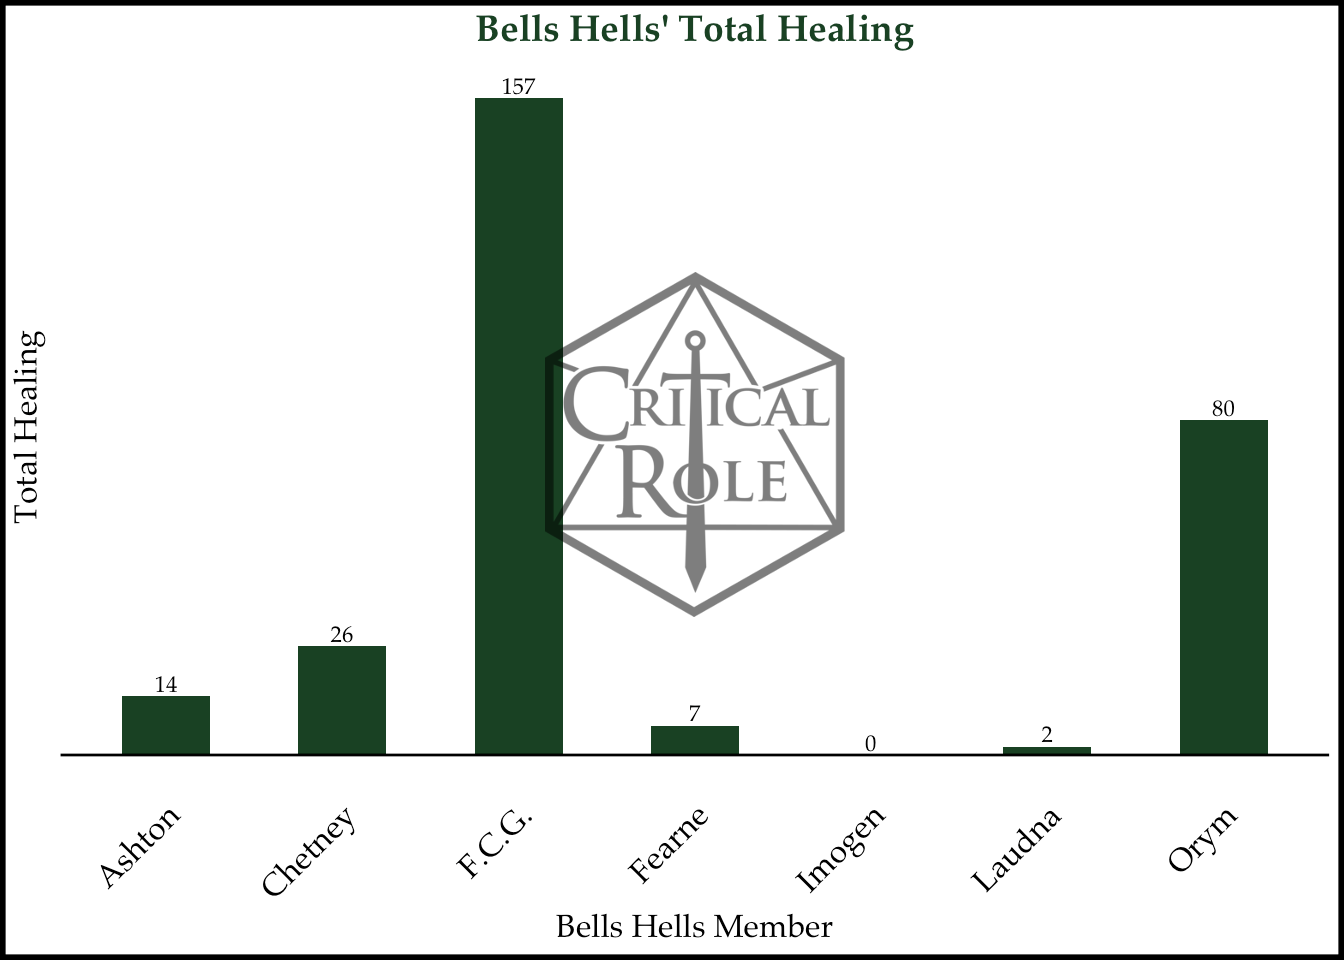 Bells Hells' Total Healing
157
80
26
14
7
2
0
CRITICAL
ROLE
Total Healing
Ashton
Chetney
F.C.G.
Fearne
Imogen
Laudna
Orym
Bells Hells Member